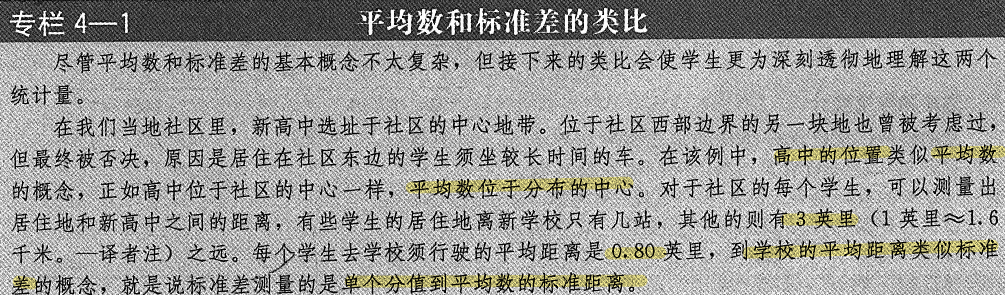 专栏 4—1 平均数和标准差的类比
尽管平均数和标准差的基本概念不太复杂，但接下来的类比会使学生更为深刻透彻地理解这两个
统计量。
在我们当地社区里，新高中选址于社区的中心地带。位于社区西部边界的另一块地也曾被考虑过，
但最终被否决，原因是居住在社区东边的学生须坐较长时间的车。在该例中，高中的位置类似平均数
的概念，正如高中位于社区的中心一样，平均数位于分布的中心。对于社区的每个学生，可以测量出
居住地和新高中之间的距离，有些学生的居住地离新学校只有几站，其他的则有 3 英里（1 英里≈1.6
千米。—译者注）之远。每个学生去学校须行驶的平均距离是 0.80 英里，到学校的平均距离类似标准
差的概念，就是说标准差测量的是单个分值到平均数的标准距离。